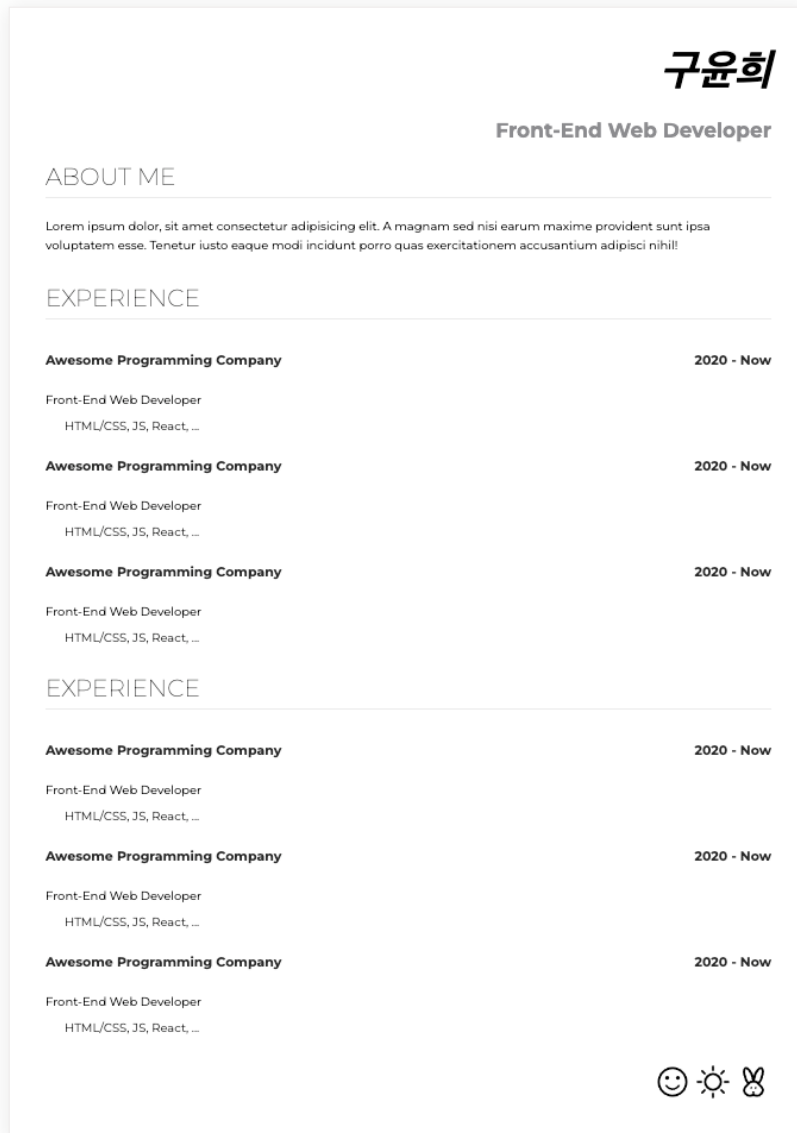 구윤희
Front-End Web Developer
ABOUT ME
Lorem ipsum dolor, sit amet consectetur adipisicing elit. A magnam sed nisi earum maxime provident sunt ipsa
voluptatem esse. Tenetur iusto eaque modi incidunt porro quas exercitationem accusantium adipisci nihil!
EXPERIENCE
Awesome Programming Company 2020 - Now
Front-End Web Developer
HTML/CSS, JS, React, ...
Awesome Programming Company 2020 - Now
Front-End Web Developer
HTML/CSS, JS, React, ...
Awesome Programming Company 2020 - Now
Front-End Web Developer
HTML/CSS, JS, React, ...
EXPERIENCE
Awesome Programming Company 2020 - Now
Front-End Web Developer
HTML/CSS, JS, React, ...
Awesome Programming Company 2020 - Now
Front-End Web Developer
HTML/CSS, JS, React, ...
Awesome Programming Company 2020 - Now
Front-End Web Developer
HTML/CSS, JS, React, ...